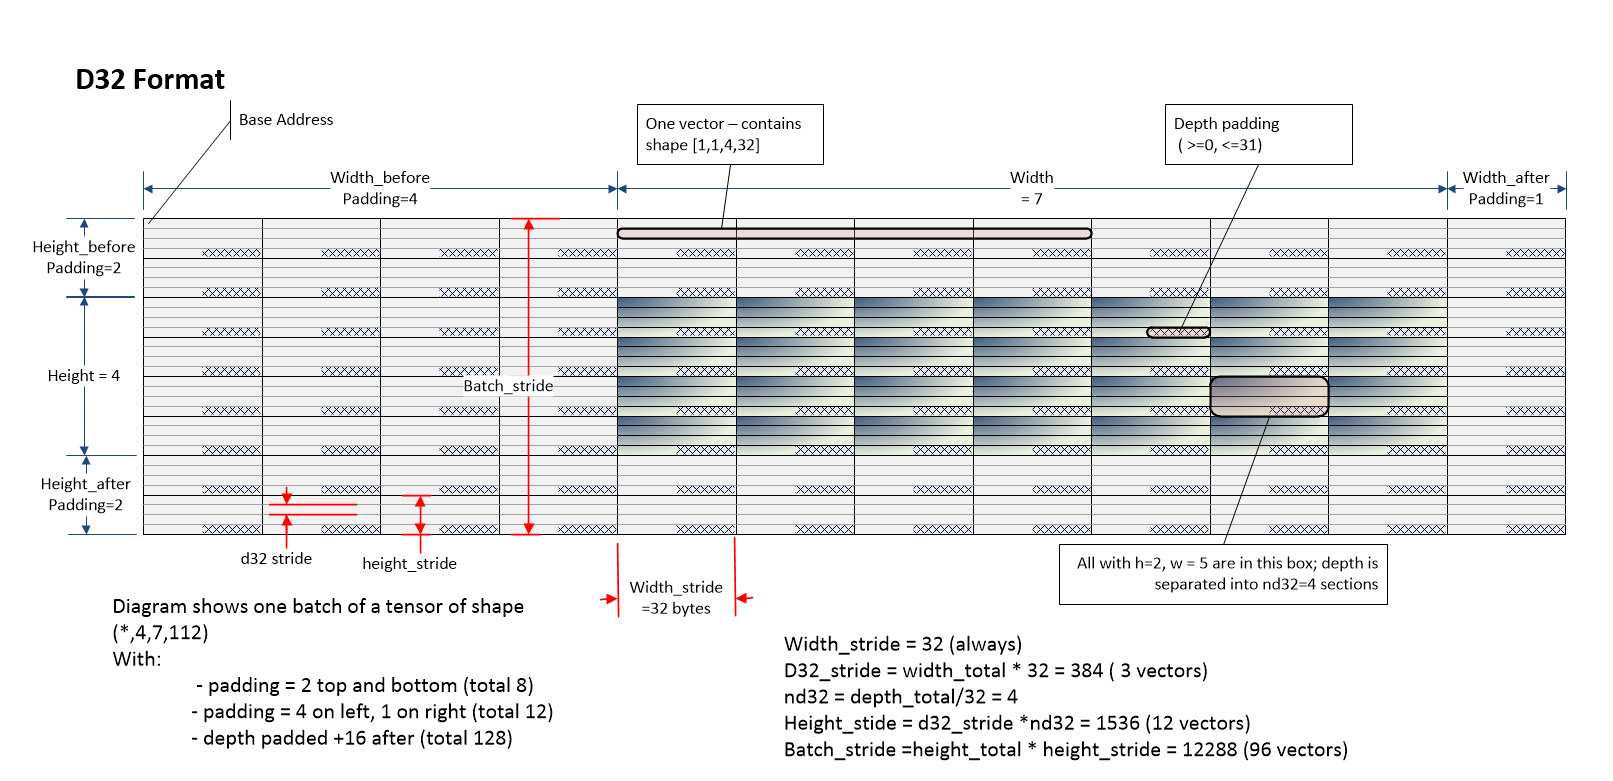 D32 Format
Base Address
One vector – contains
shape [1,1,4,32]
Depth padding
( >=0, <=31)
Width_before
Padding=4
Width
= 7
Width_after
Padding=1
Height_before
Padding=2
Height = 4
Batch_stride
Height_after
Padding=2
d32 stride
height_stride
Width_stride
=32 bytes
All with h=2, w = 5 are in this box; depth is
separated into nd32=4 sections
Diagram shows one batch of a tensor of shape
(*,4,7,112)
With:
- padding = 2 top and bottom (total 8)
- padding = 4 on left, 1 on right (total 12)
- depth padded +16 after (total 128)
Width_stride = 32 (always)
D32_stride = width_total * 32 = 384 ( 3 vectors)
nd32 = depth_total/32 = 4
Height_stide = d32_stride *nd32 = 1536 (12 vectors)
Batch_stride =height_total * height_stride = 12288 (96 vectors)